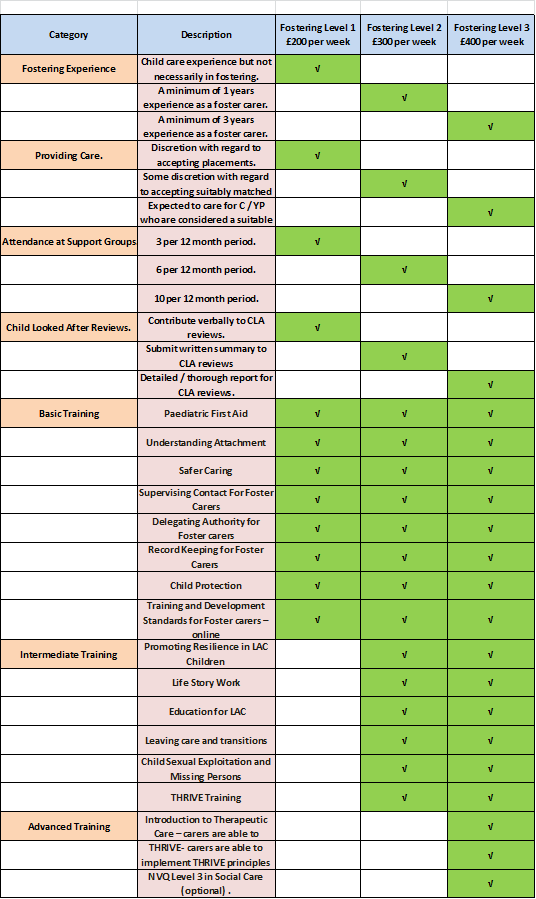 Category Description Fostering Level 1 Fostering Level 2 Fostering Level 3
£200 per week £300 per week £400 per week
Fostering Experience Child care experience but not
necessarily in fostering. √
A minimum of 1 years
experience as a foster carer. √
A minimum of 3 years
experience as a foster carer. √
Providing Care. Discretion with regard to
accepting placements. √
Some discretion with regard
to accepting suitably matched √
Expected to care for C / YP
who are considered a suitable √
Attendance at Support Groups 3 per 12 month period. √
6 per 12 month period. √
10 per 12 month period. √
Child Looked After Reviews. Contribute verbally to CLA
reviews. √
Submit written summary to
CLA reviews √
Detailed / thorough report for
CLA reviews. √
Basic Training Paediatric First Aid √ √ √
Understanding Attachment √ √ √
Safer Caring √ √ √
Supervising Contact For Foster
Carers √ √ √
Delegating Authority for
Foster carers √ √ √
Record Keeping for Foster
Carers √ √ √
Child Protection √ √ √
Training and Development
Standards for Foster carers – √ √ √
online
Intermediate Training Promoting Resilience in LAC
Children √ √
Life Story Work √ √
Education for LAC √ √
Leaving care and transitions √ √
Child Sexual Exploitation and
Missing Persons √ √
THRIVE Training √ √
Advanced Training Introduction to Therapeutic
Care – carers are able to √
THRIVE- carers are able to
implement THRIVE principles √
NVQ Level 3 in Social Care
(optional) . √